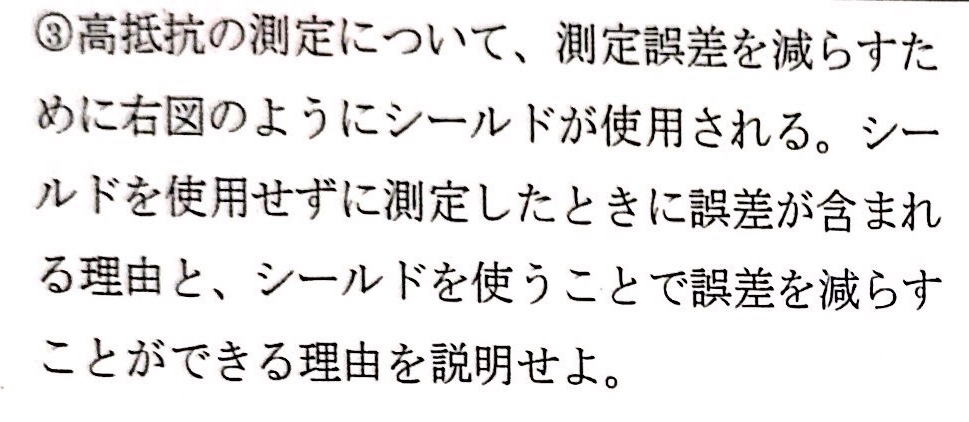 ③高抵抗の測定について、測定誤差を減らすた
めに右図のようにシールドが使用される。シー
ルドを使用せずに測定したときに誤差が含まれ
る理由と、シールドを使うことで誤差を減らす
ことができる理由を説明せよ。